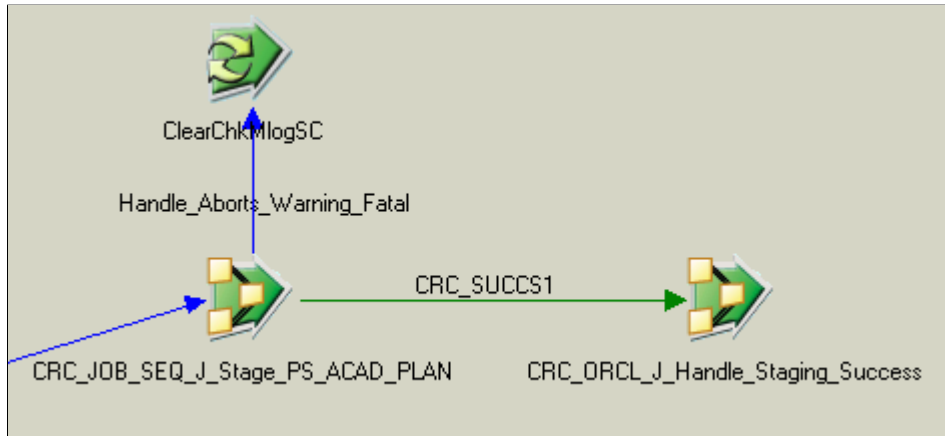 ClearChkMlogSC
Handle_Aborts_Warning_Fatal
CRC_SUCCS1
CRC_JOB_SEQ_J_Stage_PS_ACAD_PLAN
CRC_ORCL_J_Handle_Staging_Success